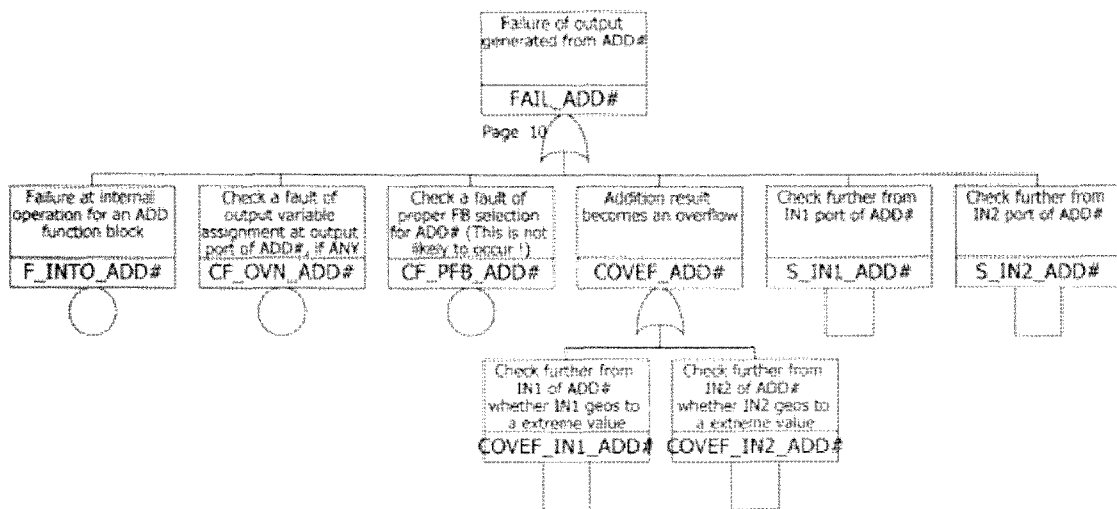 Failure of output
generated from ADD#
FAIL_ADD#
Page 10
Failure at internal
operation for an ADD
function block
F_INTO_ADD#
Check a fault of
output variable
assignment at output
port of ADD#, if ANY
CF_OVN_ADD#
Check a fault of
proper FB selection
for ADD# (This is not
likely to occur !)
CF_PFB_ADD#
Addition result
becomes an overflow
COVEF_ADD#
Check further from
IN1 port of ADD#
S_IN1_ADD#
Check further from
IN2 port of ADD#
S_IN2_ADD#
Check further from
IN1 of ADD#
whether IN1 geos to
a extreme value
COVEF_IN1_ADD#
Check further from
IN2 of ADD#
whether IN2 geos to
a extreme value
COVEF_IN2_ADD#